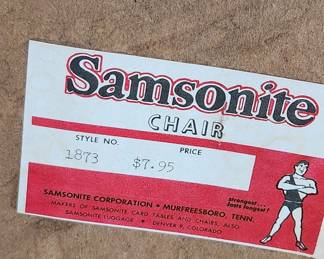 Samsonite
CHAIR
STYLE NO. PRICE
1873 $7.95
SAMSONITE CORPORATION • MURFREESBORO, TENN.
MAKERS OF SAMSONITE CARD TABLES AND CHAIRS, ALSO
SAMSONITE LUGGAGE • DENVER 9, COLORADO
strongest...
lasts longest!